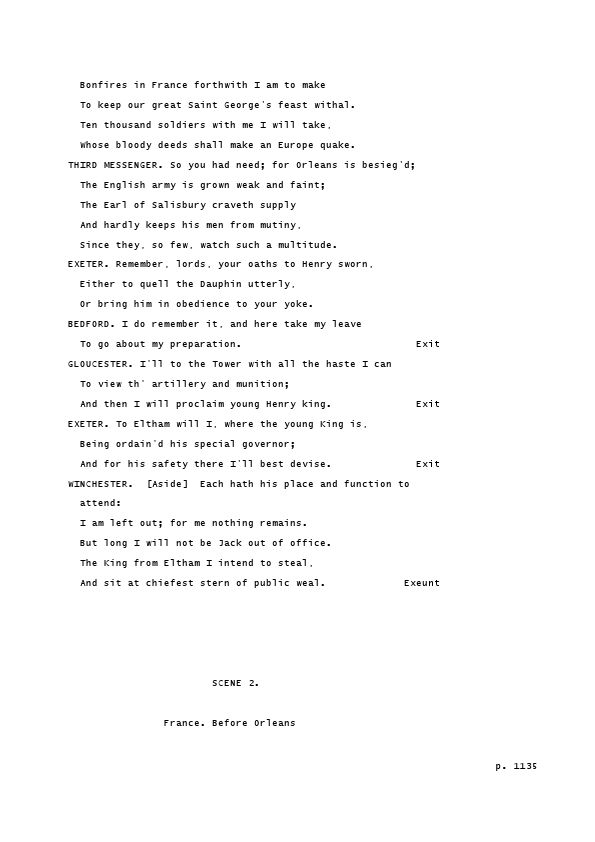 Bonfires in France forthwith I am to make
To keep our great Saint George's feast withal.
Ten thousand soldiers with me I will take,
Whose bloody deeds shall make an Europe quake.
THIRD MESSENGER. So you had need; for Orleans is besieg'd;
The English army is grown weak and faint;
The Earl of Salisbury craveth supply
And hardly keeps his men from mutiny,
Since they, so few, watch such a multitude.
EXETER. Remember, lords, your oaths to Henry sworn,
Either to quell the Dauphin utterly,
Or bring him in obedience to your yoke.
BEDFORD. I do remember it, and here take my leave
To go about my preparation. Exit
GLOUCESTER. I'll to the Tower with all the haste I can
To view th' artillery and munition;
And then I will proclaim young Henry king. Exit
EXETER. To Eltham will I, where the young King is,
Being ordain'd his special governor;
And for his safety there I'll best devise. Exit
WINCHESTER. [Aside] Each hath his place and function to
attend:
I am left out; for me nothing remains.
But long I will not be Jack out of office.
The King from Eltham I intend to steal,
And sit at chiefest stern of public weal. Exeunt
SCENE 2.
France. Before Orleans
p. 1135